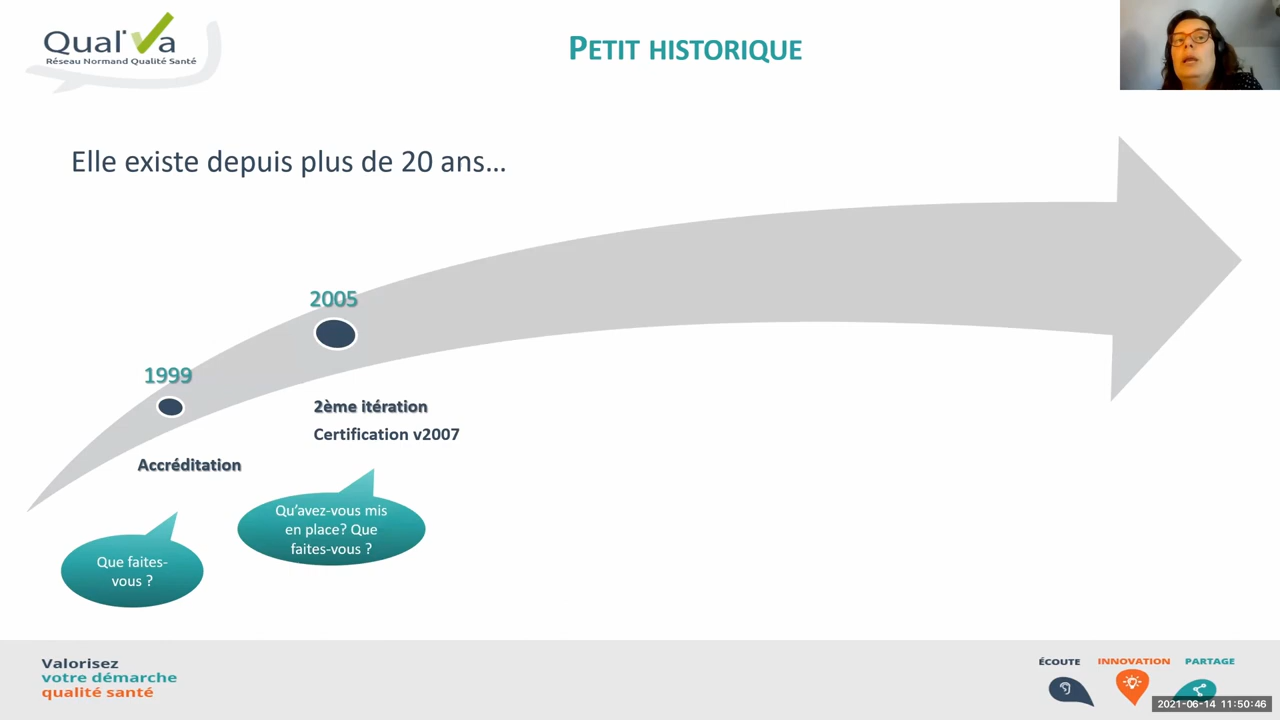 Qual'Va
Réseau Normand Qualité Santé
PETIT HISTORIQUE
Elle existe depuis plus de 20 ans…
2005
1999
2ème itération
Certification v2007
Accréditation
Qu'avez-vous mis
en place? Que
faites-vous ?
Que faites-
vous ?
Valorisez
votre démarche
qualité santé
ÉCOUTE
INNOVATION
PARTAGE
2021-06-14 11:50:46